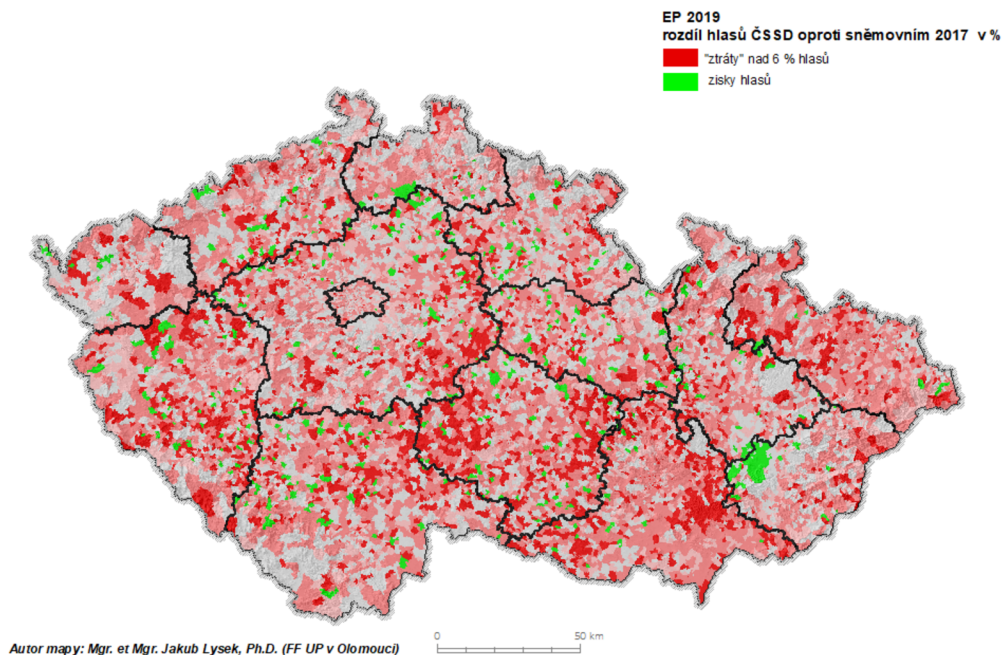 EP 2019
rozdíl hlasů ČSSD oproti sněmovním 2017 v %
"ztráty" nad 6 % hlasů
zisky hlasů
0 50 km
Autor mapy: Mgr. et Mgr. Jakub Lysek, Ph.D. (FF UP v Olomouci)